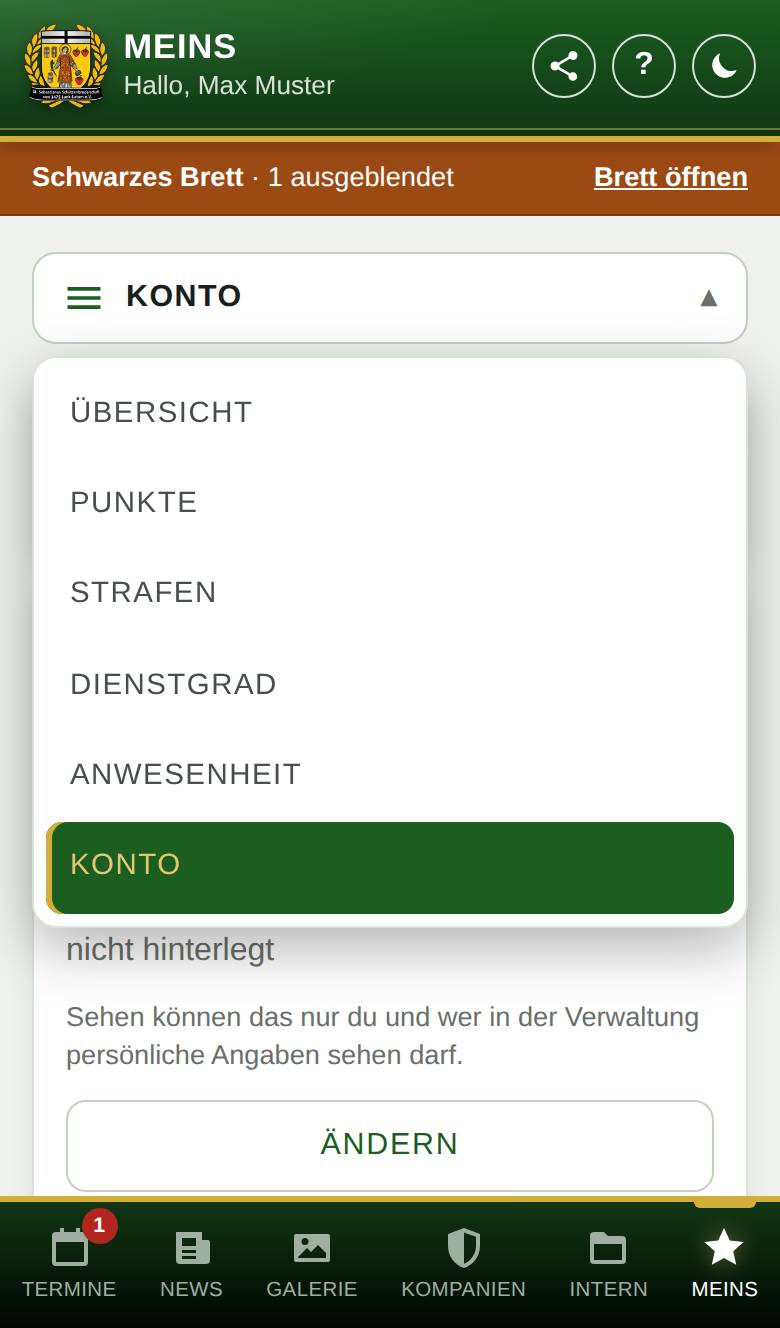 MEINS
Hallo, Max Muster
?
Schwarzes Brett · 1 ausgeblendet
Brett öffnen
KONTO
ÜBERSICHT
PUNKTE
STRAFEN
DIENSTGRAD
ANWESENHEIT
KONTO
nicht hinterlegt
Sehen können das nur du und wer in der Verwaltung
persönliche Angaben sehen darf.
ÄNDERN
1
TERMINE
NEWS
GALERIE
KOMPANIEN
INTERN
MEINS